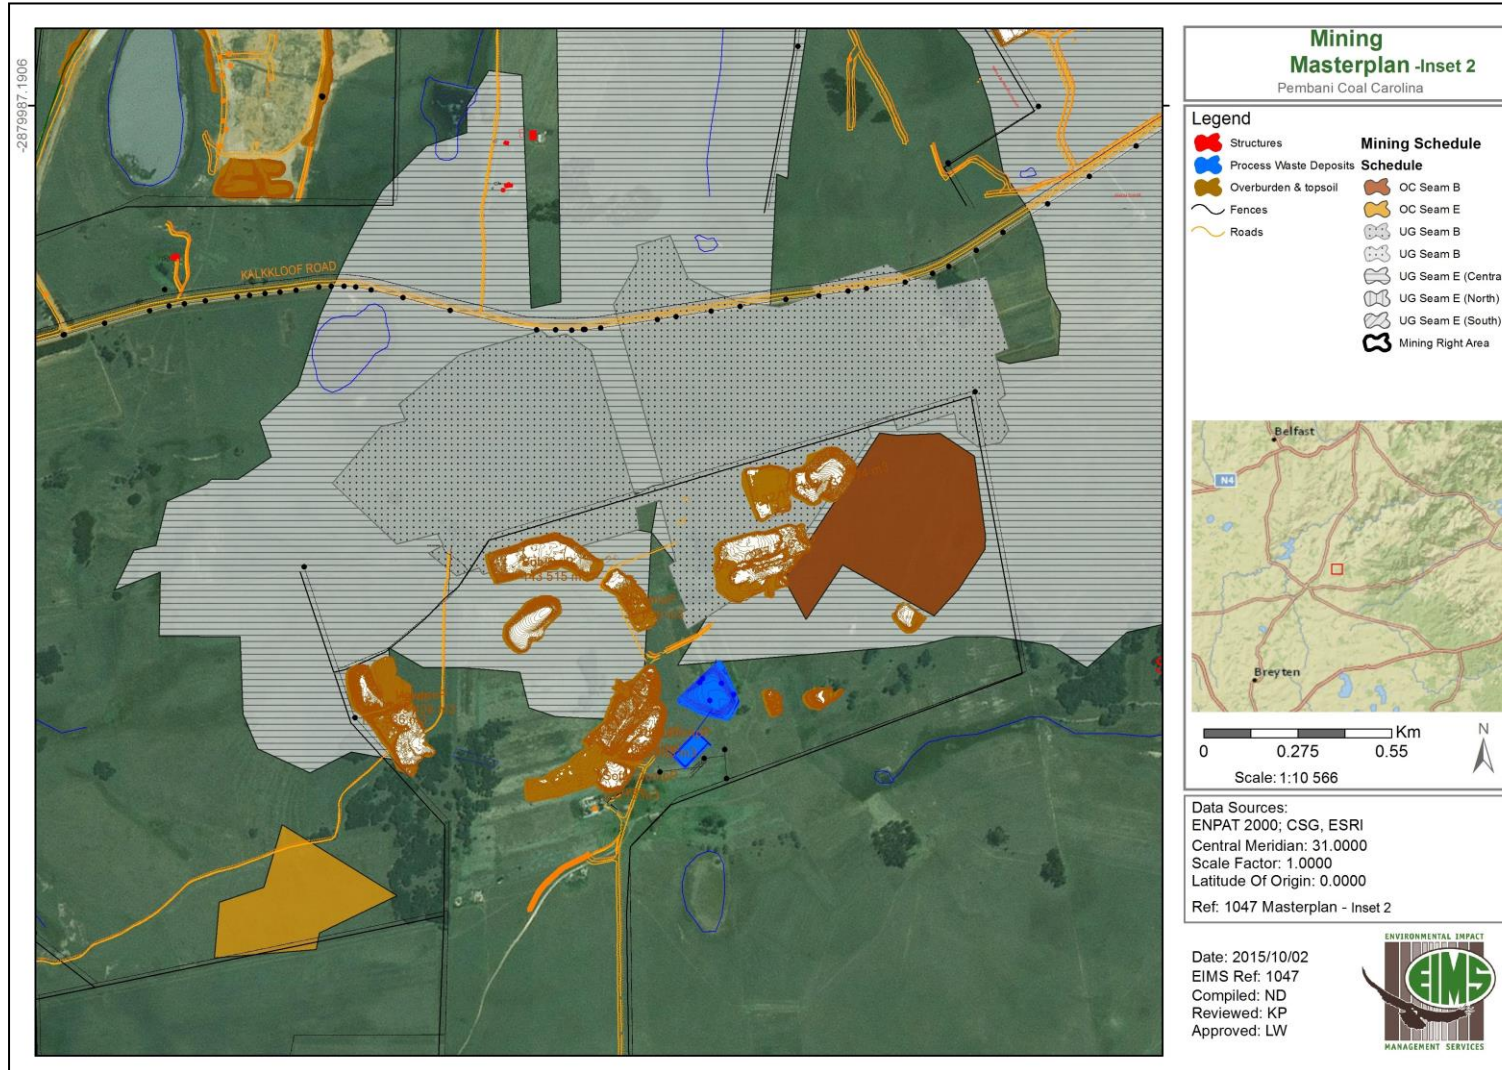 -2879987.1906
KALKKLOOF ROAD
143 515 m
Mining
Masterplan -Inset 2
Pembani Coal Carolina
Legend
Structures
Process Waste Deposits
Overburden & topsoil
Fences
Roads
Mining Schedule
Schedule
OC Seam B
OC Seam E
UG Seam B
UG Seam B
UG Seam E (Centra
UG Seam E (North)
UG Seam E (South)
Mining Right Area
Belfast
N4
Breyten
Km
0 0.275 0.55
N
Scale: 1:10 566
Data Sources:
ENPAT 2000; CSG, ESRI
Central Meridian: 31.0000
Scale Factor: 1.0000
Latitude Of Origin: 0.0000
Ref: 1047 Masterplan - Inset 2
Date: 2015/10/02
EIMS Ref: 1047
Compiled: ND
Reviewed: KP
Approved: LW
ENVIRONMENTAL IMPACT
EIMS
MANAGEMENT SERVICES